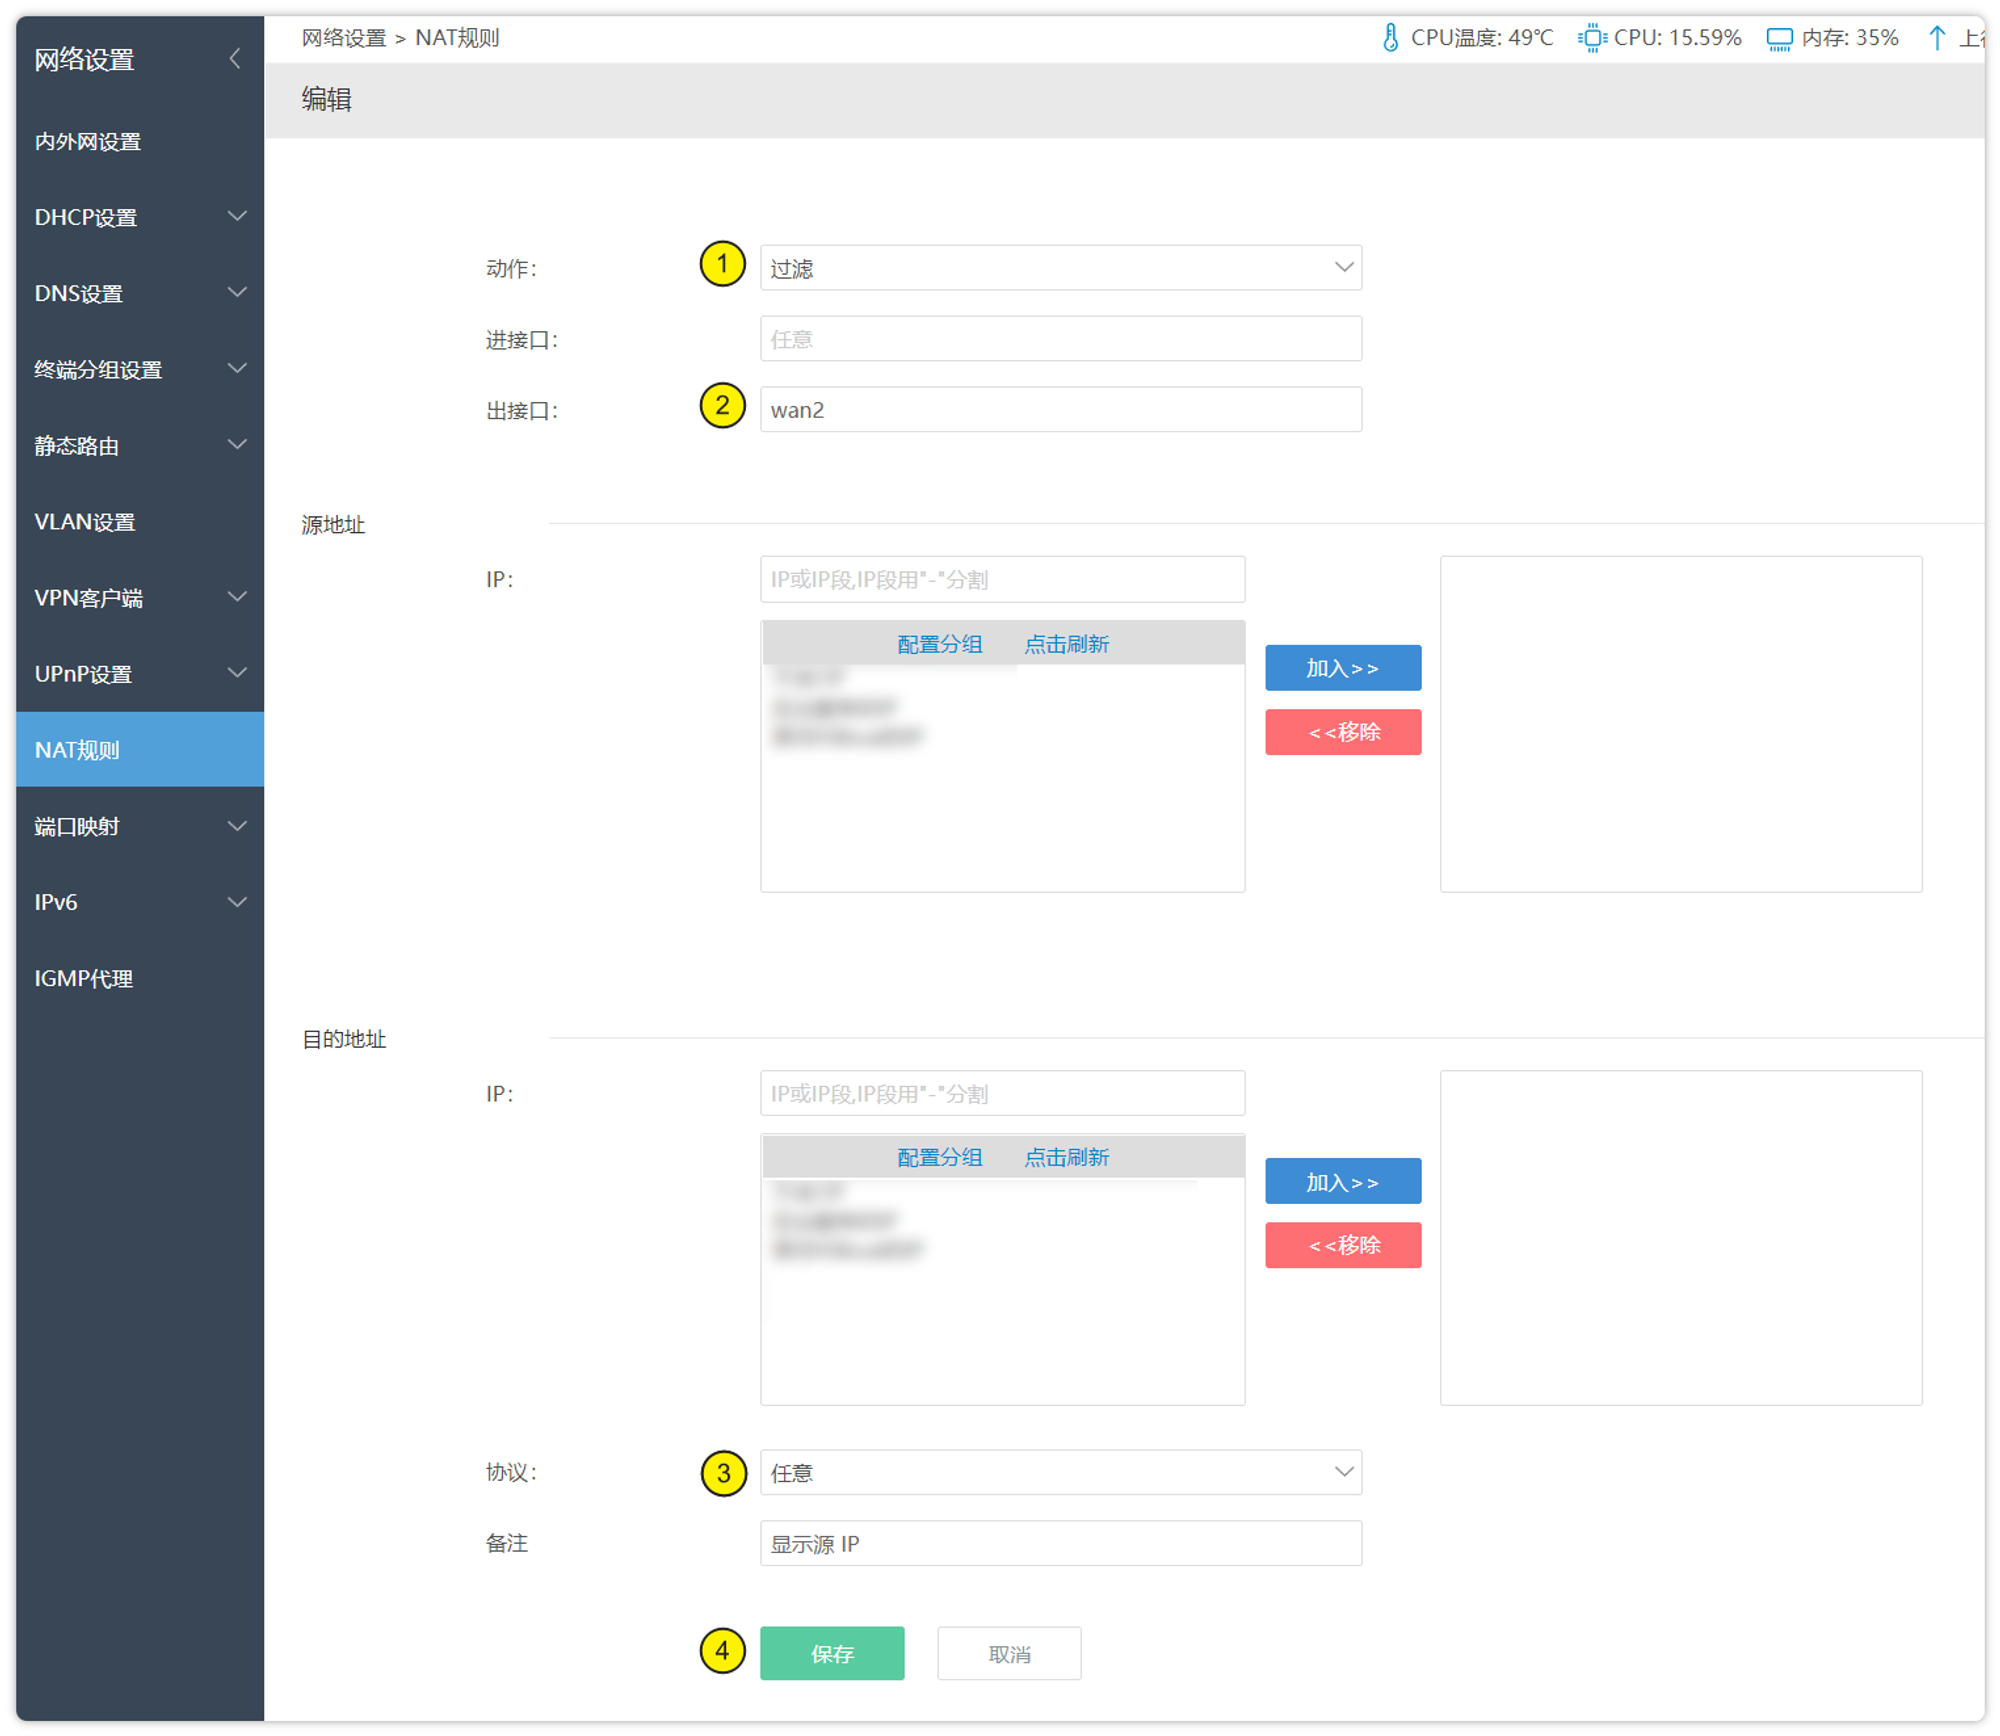 网络设置
内外网设置
DHCP设置
DNS设置
终端分组设置
静态路由
VLAN设置
VPN客户端
UPnP设置
NAT规则
端口映射
IPv6
IGMP代理
网络设置 > NAT规则
CPU温度: 49℃ CPU: 15.59% 内存: 35% 上
编辑
动作: 1 过滤
进接口: 任意
出接口: 2 wan2
源地址
IP: IP或IP段,IP段用"-"分割
配置分组 点击刷新
加入>>
<<移除
目的地址
IP: IP或IP段,IP段用"-"分割
配置分组 点击刷新
加入>>
<<移除
协议: 3 任意
备注 显示源 IP
4 保存 取消